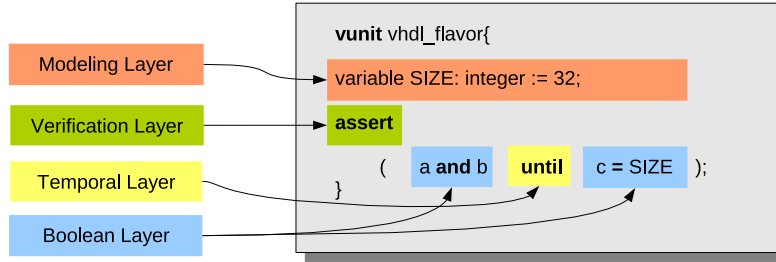 vunit vhdl_flavor{
Modeling Layer
variable SIZE: integer := 32;
Verification Layer
assert
( a and b until c = SIZE );
Temporal Layer
}
Boolean Layer